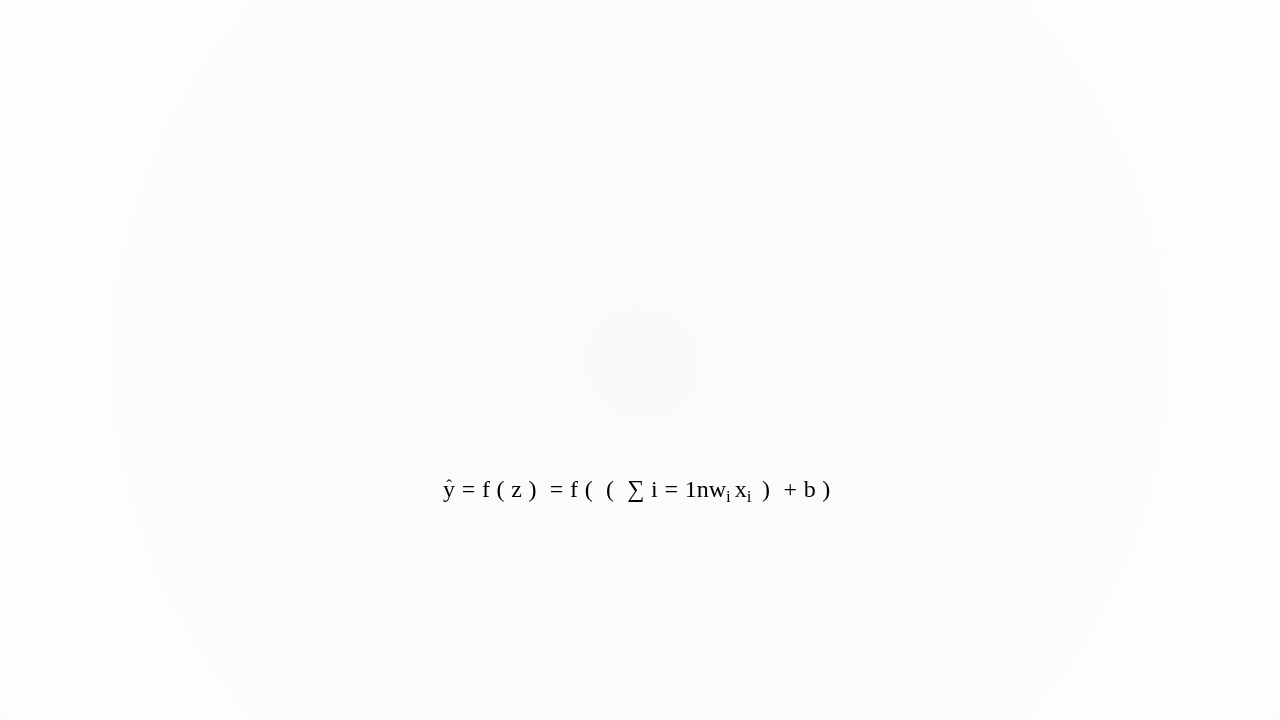 ŷ = f ( z ) = f ( ( ∑ i = 1nwᵢ xᵢ ) + b )